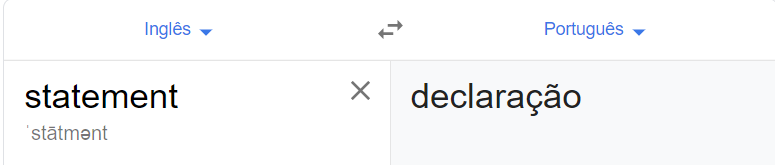 Inglês Português
statement declaração
ˈstātmənt